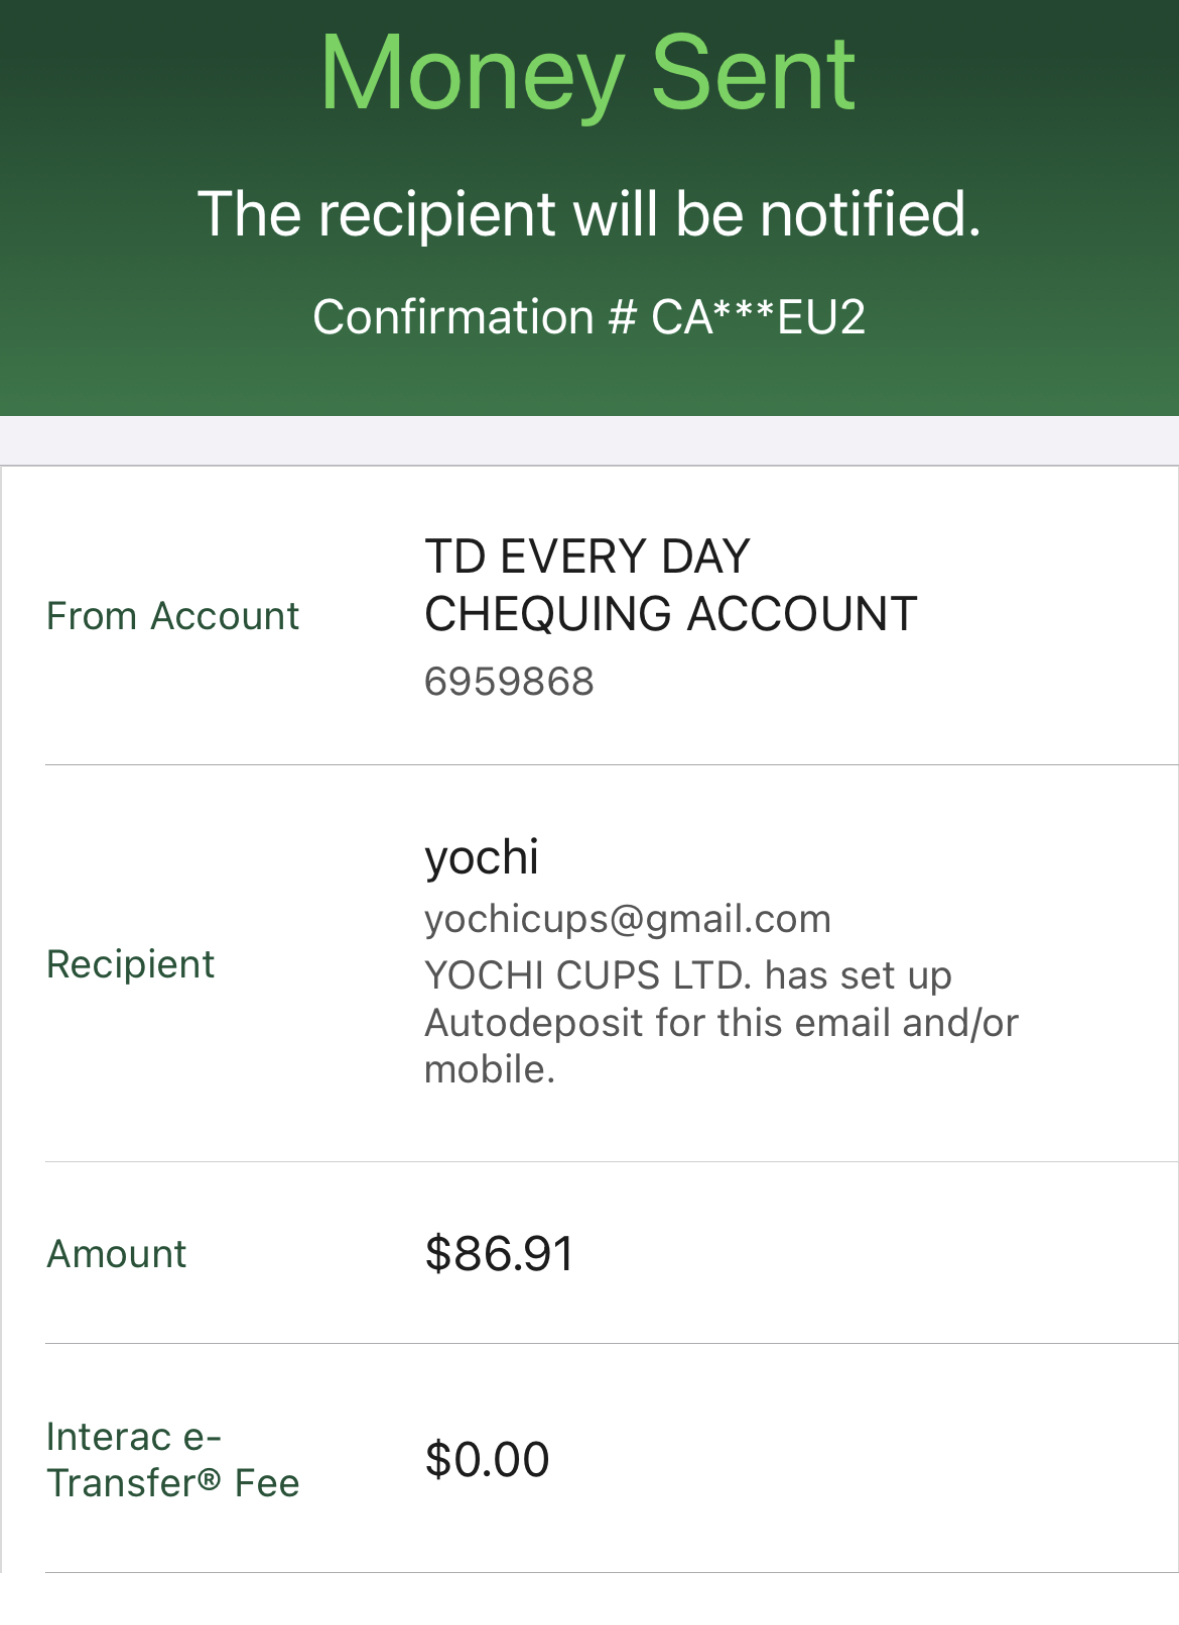 Money Sent
The recipient will be notified.
Confirmation # CA***EU2
From Account
TD EVERY DAY
CHEQUING ACCOUNT
6959868
Recipient
yochi
yochicups@gmail.com
YOCHI CUPS LTD. has set up
Autodeposit for this email and/or
mobile.
Amount
$86.91
Interac e-
Transfer® Fee
$0.00